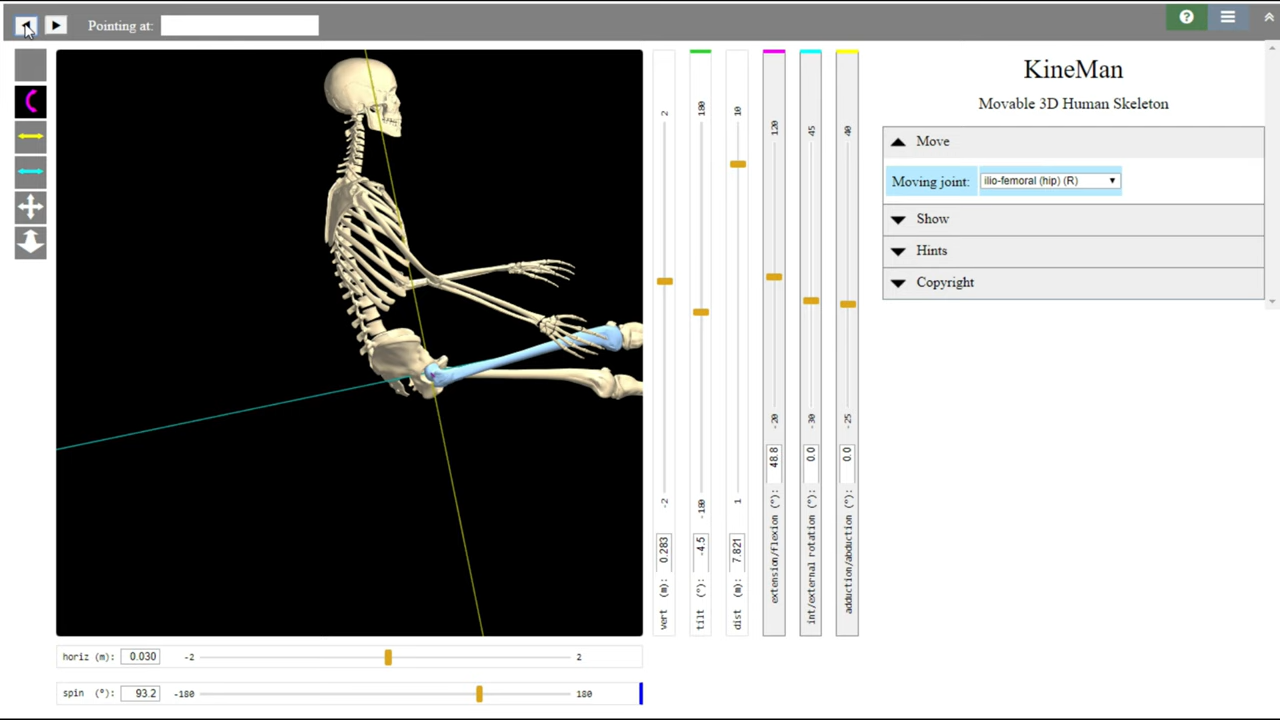 Pointing at:
?
KineMan
Movable 3D Human Skeleton
Move
Moving joint: ilio-femoral (hip) (R)
Show
Hints
Copyright
2
-2
0.283
vert (m):
180
-180
-4.5
tilt (°):
10
1
7.821
dist (m):
120
-20
48.8
extension/flexion (°):
45
-30
0.0
int/external rotation (°):
40
-25
0.0
adduction/abduction (°):
horiz (m): 0.030 -2 2
spin (°): 93.2 -180 180